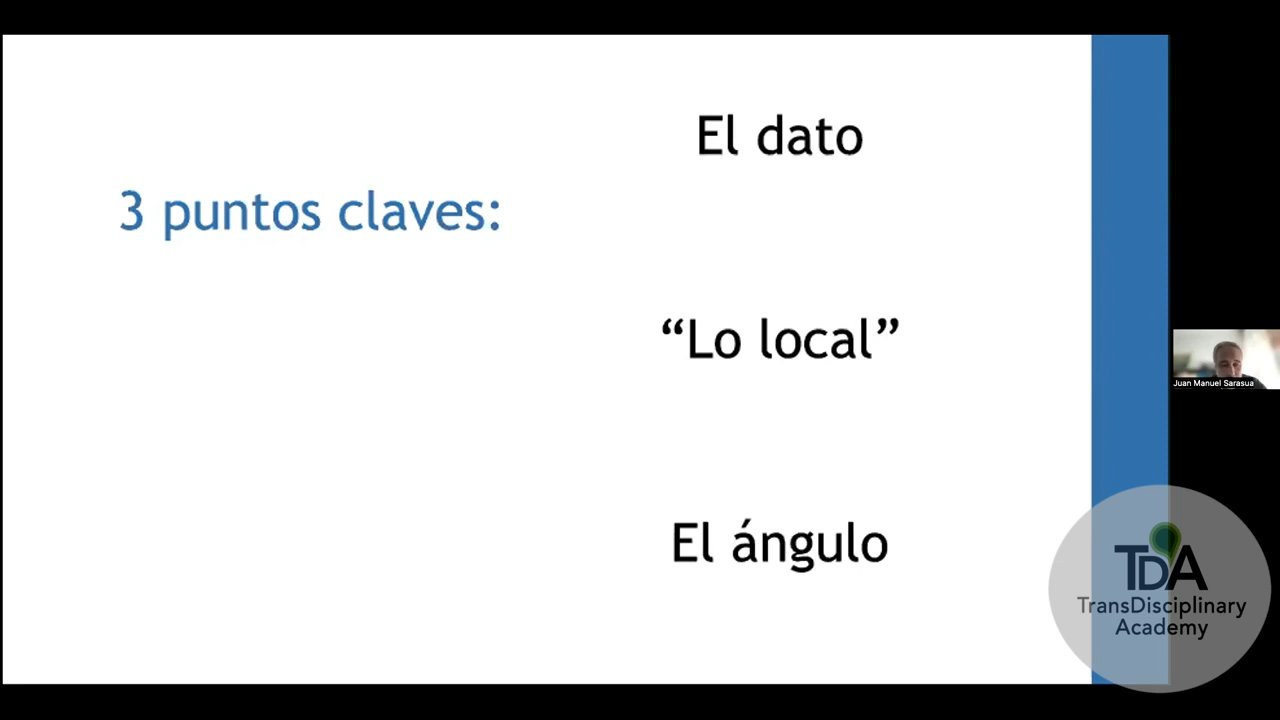 3 puntos claves:
El dato
“Lo local”
El ángulo
Juan Manuel Sarasua
TDA
TransDisciplinary
Academy